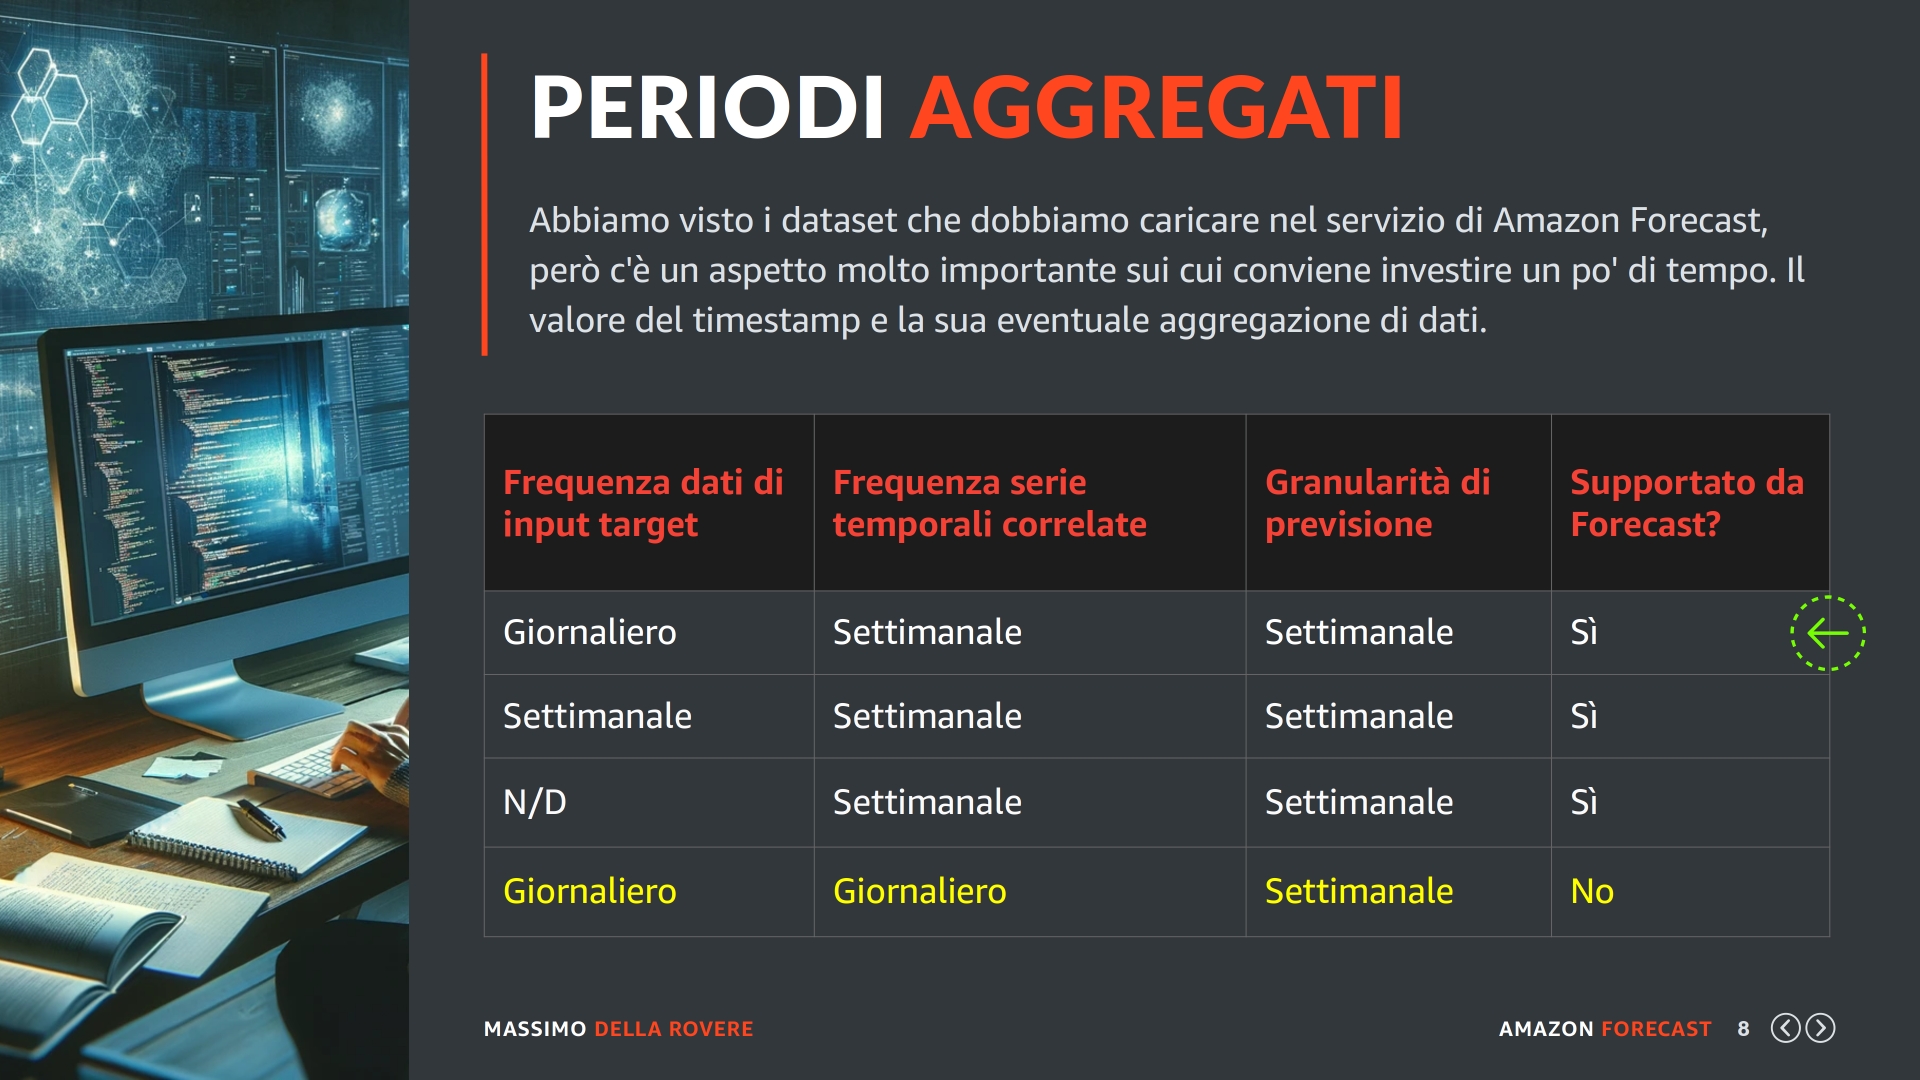 PERIODI AGGREGATI
Abbiamo visto i dataset che dobbiamo caricare nel servizio di Amazon Forecast,
però c'è un aspetto molto importante sui cui conviene investire un po' di tempo. Il
valore del timestamp e la sua eventuale aggregazione di dati.
Frequenza dati di input target
Frequenza serie temporali correlate
Granularità di previsione
Supportato da Forecast?
Giornaliero Settimanale Settimanale Sì
Settimanale Settimanale Settimanale Sì
N/D Settimanale Settimanale Sì
Giornaliero Giornaliero Settimanale No
MASSIMO DELLA ROVERE
AMAZON FORECAST 8